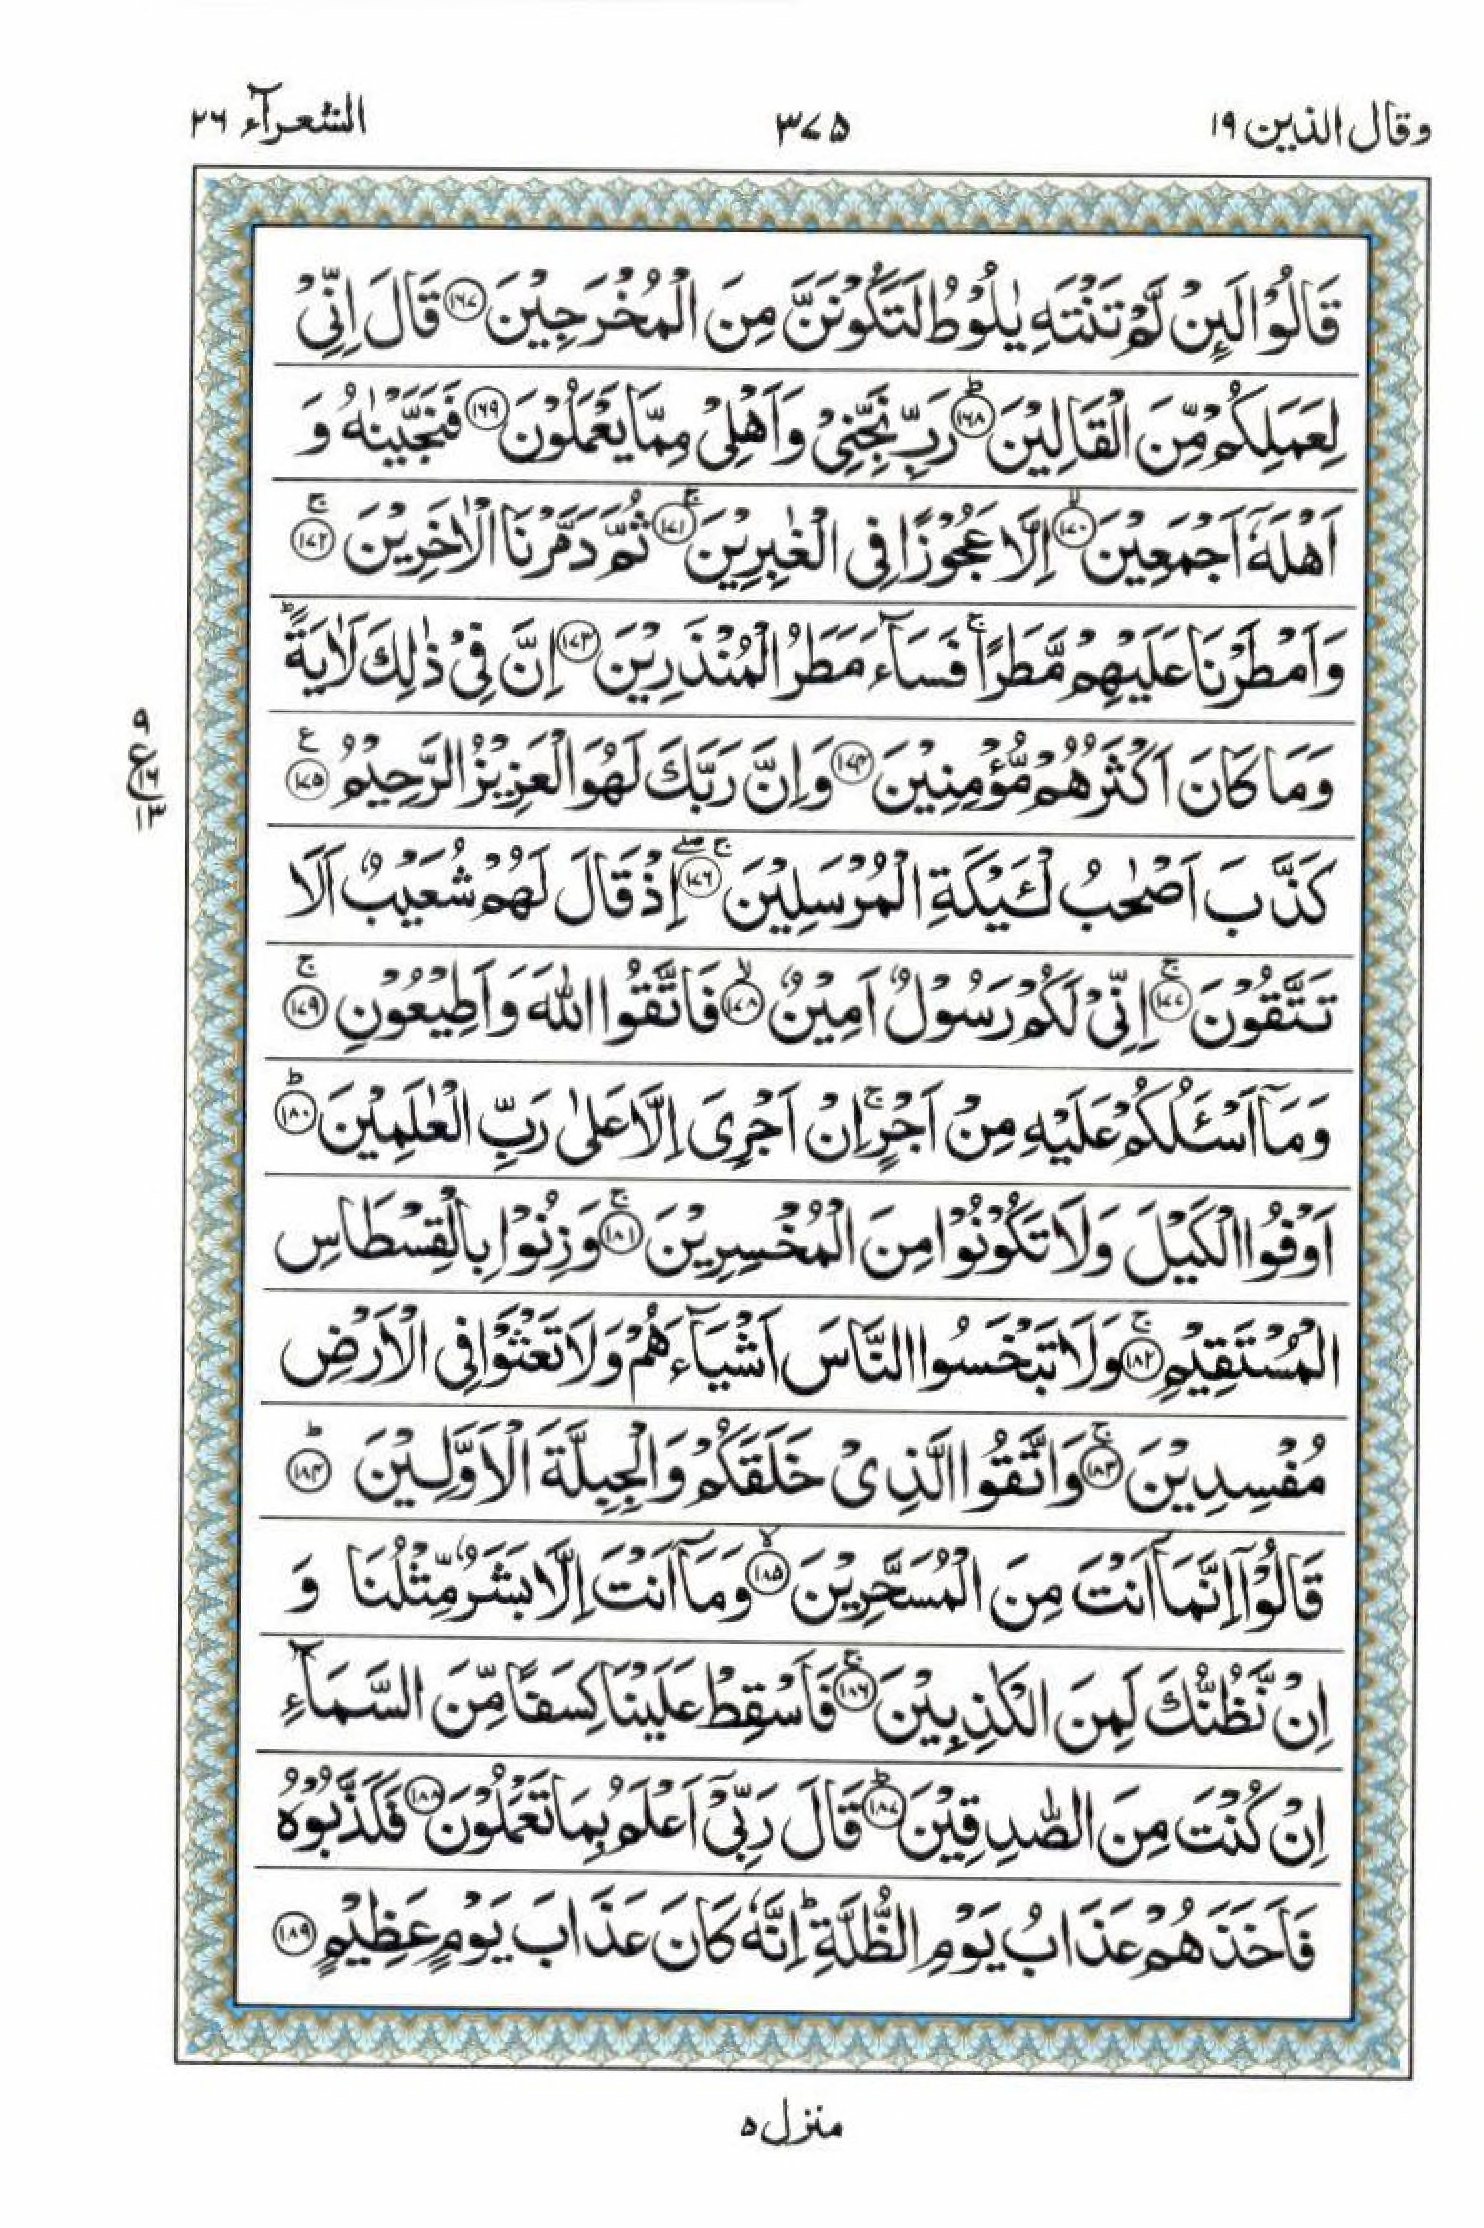 وقال الذين ۱۹
۳۷۵
الشعرآء ۲۶
قَالُوْا لَىِٕنْ لَّمْ تَنْتَهِ یٰلُوْطُ لَتَكُوْنَنَّ مِنَ الْمُخْرَجِیْنَ ﴿۱۶۷﴾ قَالَ اِنِّیْ
لِعَمَلِكُمْ مِّنَ الْقَالِیْنَ ؕ﴿۱۶۸﴾ رَبِّ نَجِّنِیْ وَ اَهْلِیْ مِمَّا یَعْمَلُوْنَ ﴿۱۶۹﴾ فَنَجَّیْنٰهُ وَ
اَهْلَهٗۤ اَجْمَعِیْنَ ۙ﴿۱۷۰﴾ اِلَّا عَجُوْزًا فِی الْغٰبِرِیْنَ ۚ﴿۱۷۱﴾ ثُمَّ دَمَّرْنَا الْاٰخَرِیْنَ ۚ﴿۱۷۲﴾
وَ اَمْطَرْنَا عَلَیْهِمْ مَّطَرًا ۚ فَسَآءَ مَطَرُ الْمُنْذَرِیْنَ ﴿۱۷۳﴾ اِنَّ فِیْ ذٰلِكَ لَاٰیَةً ؕ
وَ مَا كَانَ اَكْثَرُهُمْ مُّؤْمِنِیْنَ ﴿۱۷۴﴾ وَ اِنَّ رَبَّكَ لَهُوَ الْعَزِیْزُ الرَّحِیْمُ ﴿۱۷۵﴾ ع
۹
ع ۱۶
۱۳
كَذَّبَ اَصْحٰبُ لْـَٔیْكَةِ الْمُرْسَلِیْنَ ۚۖ﴿۱۷۶﴾ اِذْ قَالَ لَهُمْ شُعَیْبٌ اَلَا
تَتَّقُوْنَ ۚ﴿۱۷۷﴾ اِنِّیْ لَكُمْ رَسُوْلٌ اَمِیْنٌ ۙ﴿۱۷۸﴾ فَاتَّقُوا اللّٰهَ وَ اَطِیْعُوْنِ ۚ﴿۱۷۹﴾
وَ مَاۤ اَسْـَٔلُكُمْ عَلَیْهِ مِنْ اَجْرٍ ۚ اِنْ اَجْرِیَ اِلَّا عَلٰی رَبِّ الْعٰلَمِیْنَ ؕ﴿۱۸۰﴾
اَوْفُوا الْكَیْلَ وَ لَا تَكُوْنُوْا مِنَ الْمُخْسِرِیْنَ ۚ﴿۱۸۱﴾ وَ زِنُوْا بِالْقِسْطَاسِ
الْمُسْتَقِیْمِ ۚ﴿۱۸۲﴾ وَ لَا تَبْخَسُوا النَّاسَ اَشْیَآءَهُمْ وَ لَا تَعْثَوْا فِی الْاَرْضِ
مُفْسِدِیْنَ ۚ﴿۱۸۳﴾ وَ اتَّقُوا الَّذِیْ خَلَقَكُمْ وَ الْجِبِلَّةَ الْاَوَّلِیْنَ ؕ﴿۱۸۴﴾
قَالُوْۤا اِنَّمَاۤ اَنْتَ مِنَ الْمُسَحَّرِیْنَ ۙ﴿۱۸۵﴾ وَ مَاۤ اَنْتَ اِلَّا بَشَرٌ مِّثْلُنَا وَ
اِنْ نَّظُنُّكَ لَمِنَ الْكٰذِبِیْنَ ۚ﴿۱۸۶﴾ فَاَسْقِطْ عَلَیْنَا كِسَفًا مِّنَ السَّمَآءِ
اِنْ كُنْتَ مِنَ الصّٰدِقِیْنَ ؕ﴿۱۸۷﴾ قَالَ رَبِّیْۤ اَعْلَمُ بِمَا تَعْمَلُوْنَ ﴿۱۸۸﴾ فَكَذَّبُوْهُ
فَاَخَذَهُمْ عَذَابُ یَوْمِ الظُّلَّةِ ؕ اِنَّهٗ كَانَ عَذَابَ یَوْمٍ عَظِیْمٍ ﴿۱۸۹﴾
منزل ۵